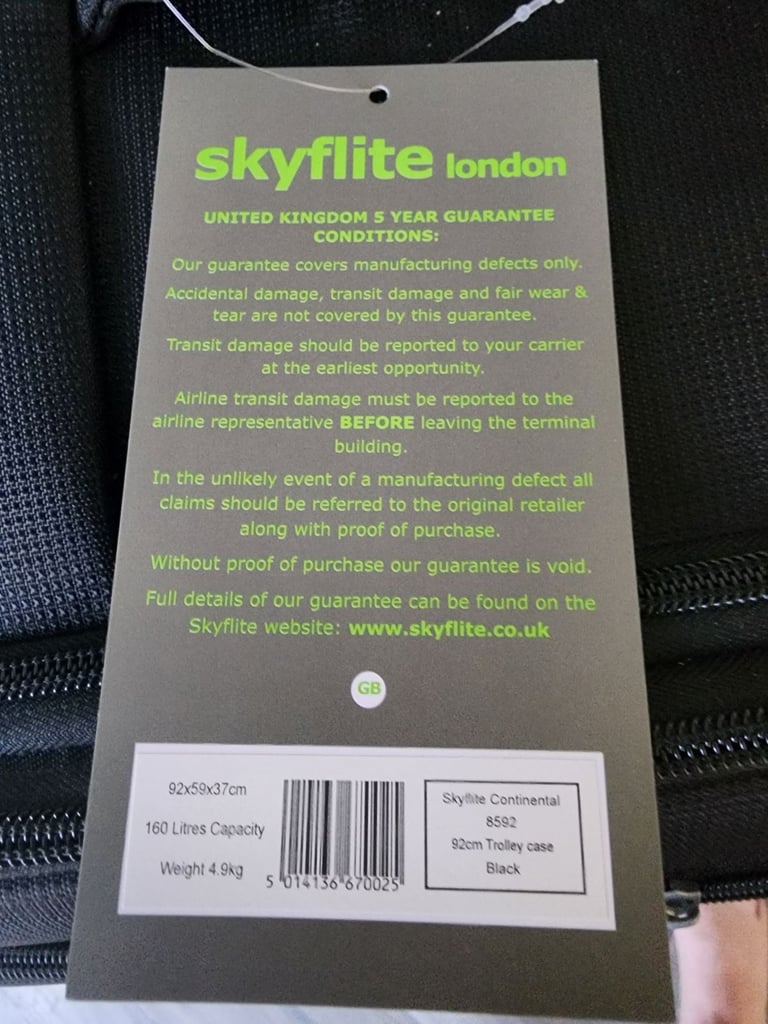 skyflite london
UNITED KINGDOM 5 YEAR GUARANTEE
CONDITIONS:
Our guarantee covers manufacturing defects only.
Accidental damage, transit damage and fair wear &
tear are not covered by this guarantee.
Transit damage should be reported to your carrier
at the earliest opportunity.
Airline transit damage must be reported to the
airline representative BEFORE leaving the terminal
building.
In the unlikely event of a manufacturing defect all
claims should be referred to the original retailer
along with proof of purchase.
Without proof of purchase our guarantee is void.
Full details of our guarantee can be found on the
Skyflite website: www.skyflite.co.uk
GB
92x59x37cm
160 Litres Capacity
Weight 4.9kg
5 014136 670025
Skyflite Continental
8592
92cm Trolley case
Black